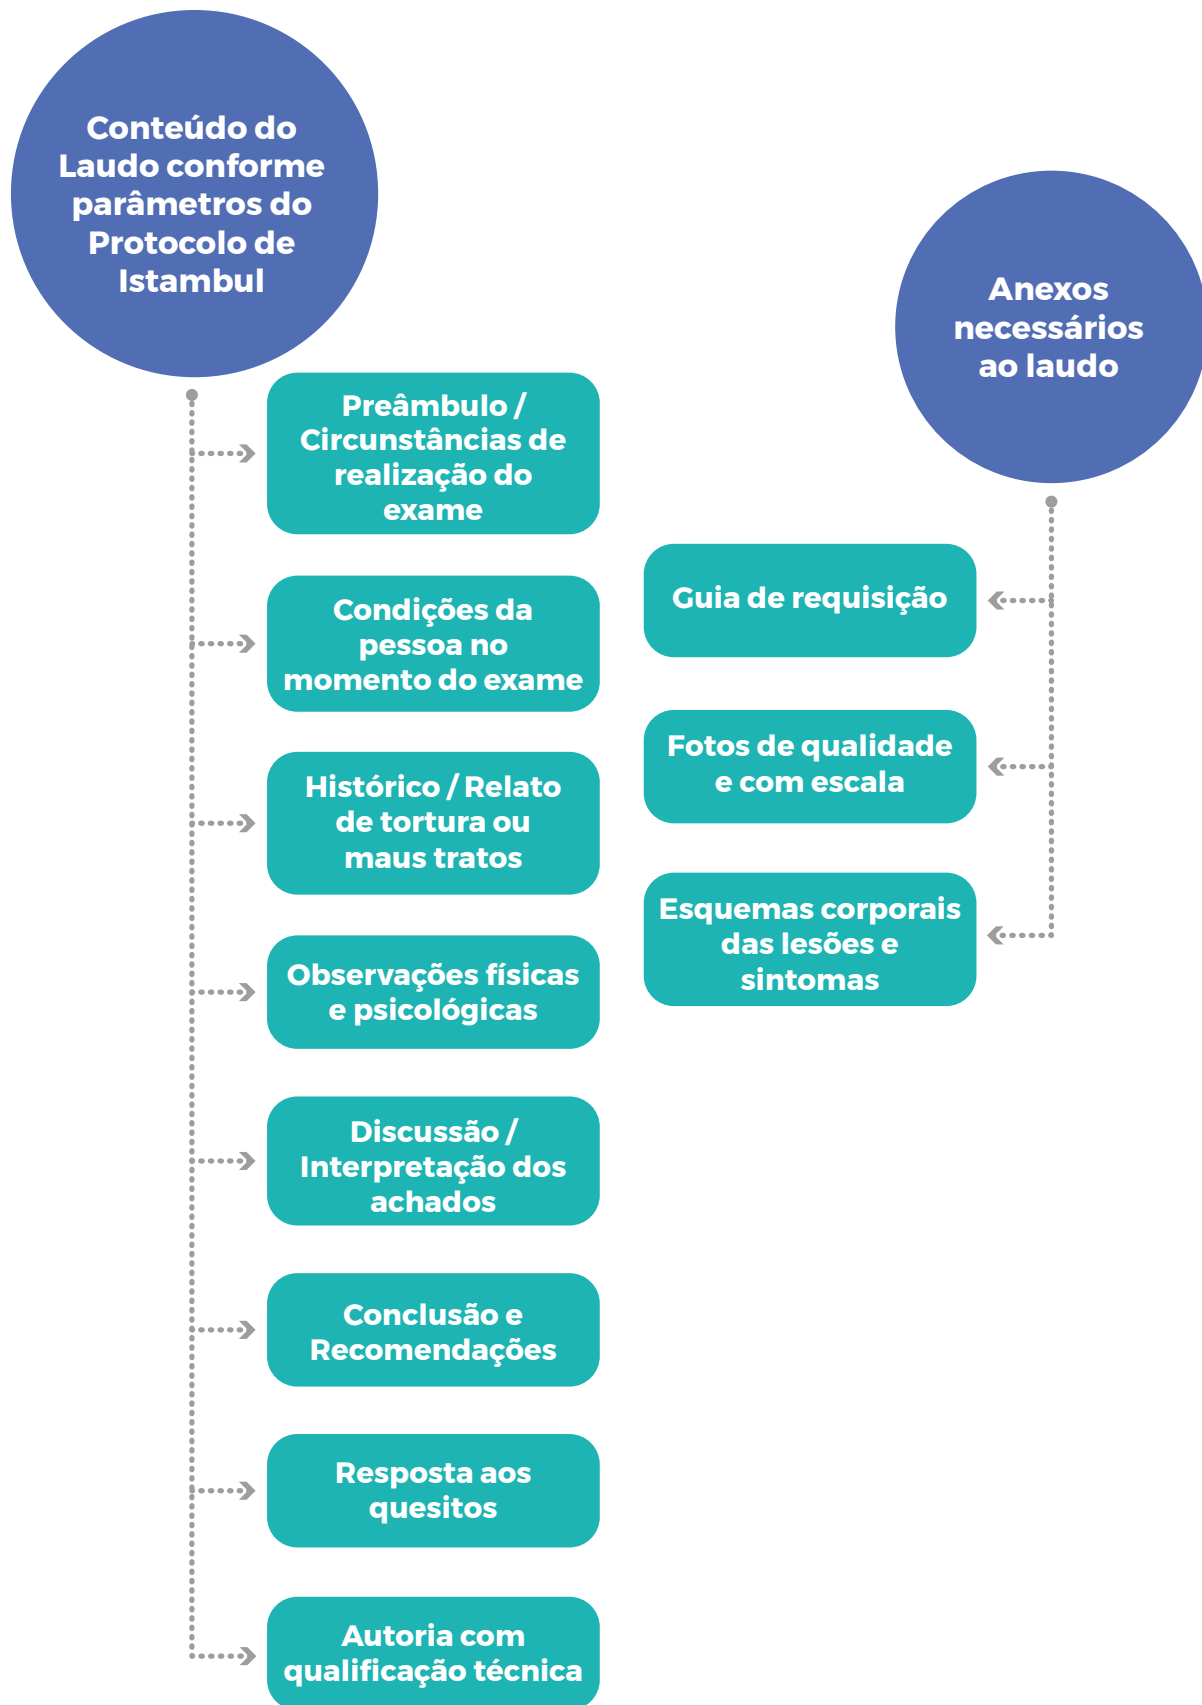 Conteúdo do
Laudo conforme
parâmetros do
Protocolo de
Istambul
Preâmbulo /
Circunstâncias de
realização do
exame
Condições da
pessoa no
momento do exame
Histórico / Relato
de tortura ou
maus tratos
Observações físicas
e psicológicas
Discussão /
Interpretação dos
achados
Conclusão e
Recomendações
Resposta aos
quesitos
Autoria com
qualificação técnica
Anexos
necessários
ao laudo
Guia de requisição
Fotos de qualidade
e com escala
Esquemas corporais
das lesões e
sintomas